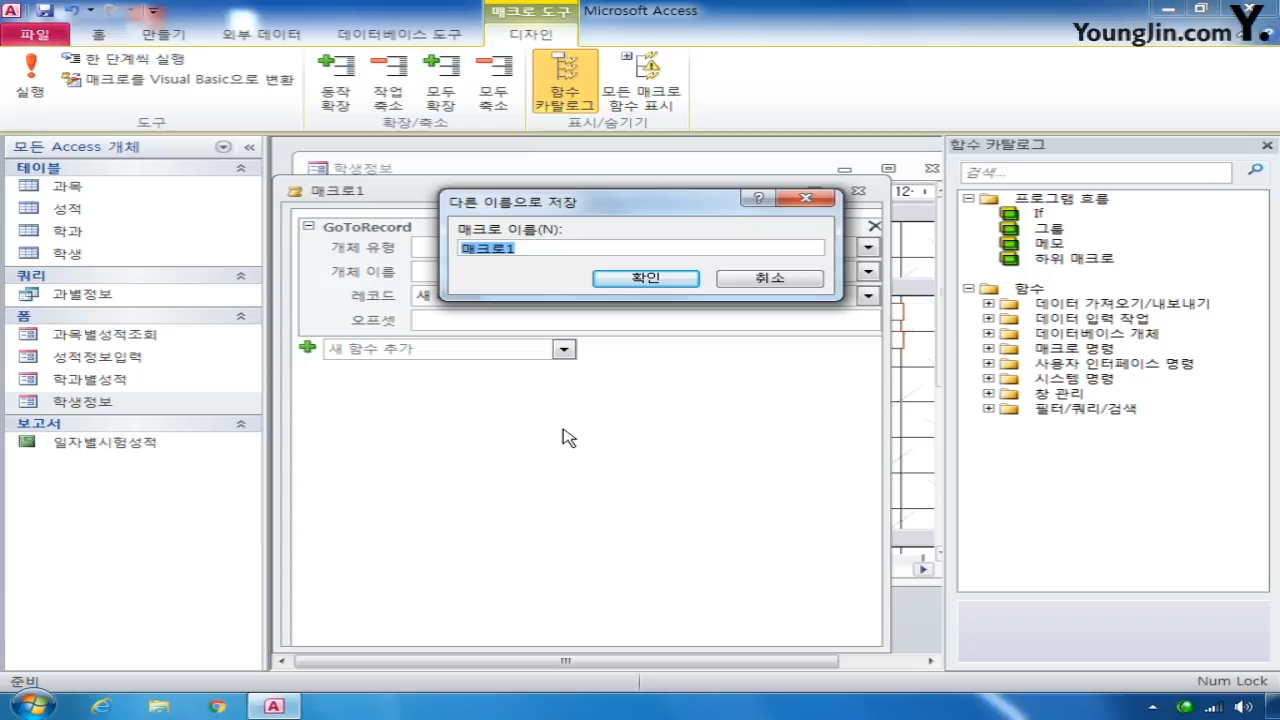 매크로 도구 Microsoft Access
YoungJin.com Y.
파일 홈 만들기 외부 데이터 데이터베이스 도구 디자인
실행
한 단계씩 실행
매크로를 Visual Basic으로 변환
도구
동작 확장
작업 축소
모두 확장
모두 축소
확장/축소
함수 카탈로그
모든 매크로 함수 표시
표시/숨기기
모든 Access 개체
테이블
과목
성적
학과
학생
쿼리
과별정보
폼
과목별성적조회
성적정보입력
학과별성적
학생정보
보고서
일자별시험성적
학생정보
매크로1
12
GoToRecord
개체 유형
개체 이름
레코드 새
오프셋
새 함수 추가
다른 이름으로 저장
매크로 이름(N):
매크로1
확인 취소
함수 카탈로그
검색...
프로그램 흐름
If
그룹
메모
하위 매크로
함수
데이터 가져오기/내보내기
데이터 입력 작업
데이터베이스 개체
매크로 명령
사용자 인터페이스 명령
시스템 명령
창 관리
필터/쿼리/검색
준비 Num Lock